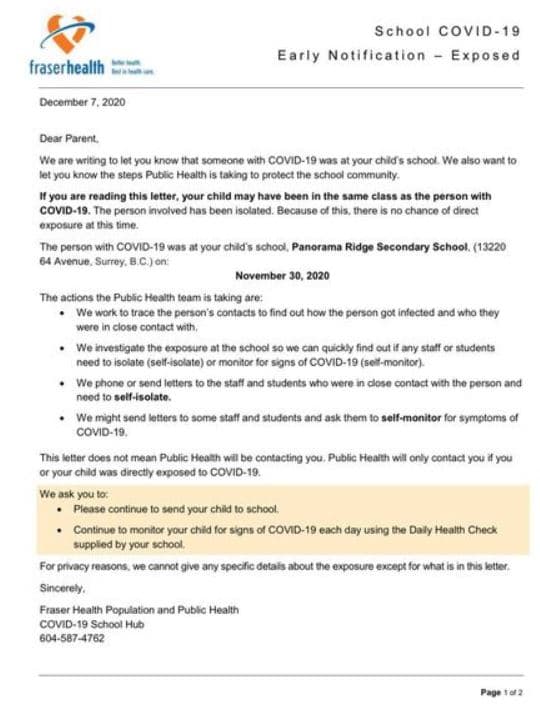 School COVID-19
Early Notification – Exposed
fraserhealth
Better health.
Best in health care.
December 7, 2020
Dear Parent,
We are writing to let you know that someone with COVID-19 was at your child's school. We also want to
let you know the steps Public Health is taking to protect the school community.
If you are reading this letter, your child may have been in the same class as the person with
COVID-19. The person involved has been isolated. Because of this, there is no chance of direct
exposure at this time.
The person with COVID-19 was at your child's school, Panorama Ridge Secondary School, (13220
64 Avenue, Surrey, B.C.) on:
November 30, 2020
The actions the Public Health team is taking are:
• We work to trace the person's contacts to find out how the person got infected and who they
were in close contact with.
• We investigate the exposure at the school so we can quickly find out if any staff or students
need to isolate (self-isolate) or monitor for signs of COVID-19 (self-monitor).
• We phone or send letters to the staff and students who were in close contact with the person and
need to self-isolate.
• We might send letters to some staff and students and ask them to self-monitor for symptoms of
COVID-19.
This letter does not mean Public Health will be contacting you. Public Health will only contact you if you
or your child was directly exposed to COVID-19.
We ask you to:
• Please continue to send your child to school.
• Continue to monitor your child for signs of COVID-19 each day using the Daily Health Check
supplied by your school.
For privacy reasons, we cannot give any specific details about the exposure except for what is in this letter.
Sincerely,
Fraser Health Population and Public Health
COVID-19 School Hub
604-587-4762
Page 1 of 2